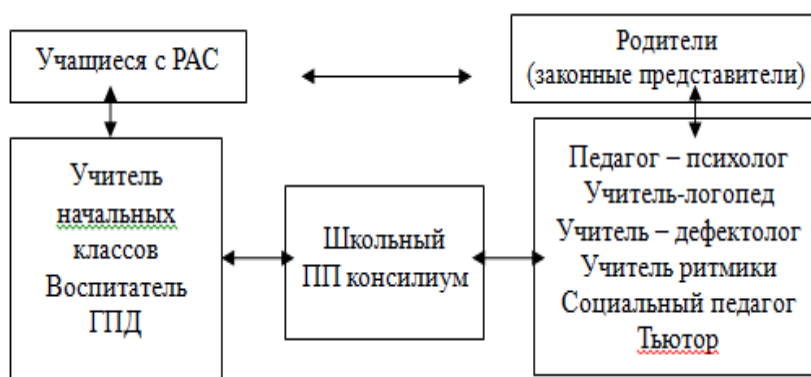 Учащиеся с РАС
Родители
(законные представители)
Учитель
начальных
классов
Воспитатель
ГПД
Школьный
ПП консилиум
Педагог – психолог
Учитель-логопед
Учитель – дефектолог
Учитель ритмики
Социальный педагог
Тьютор